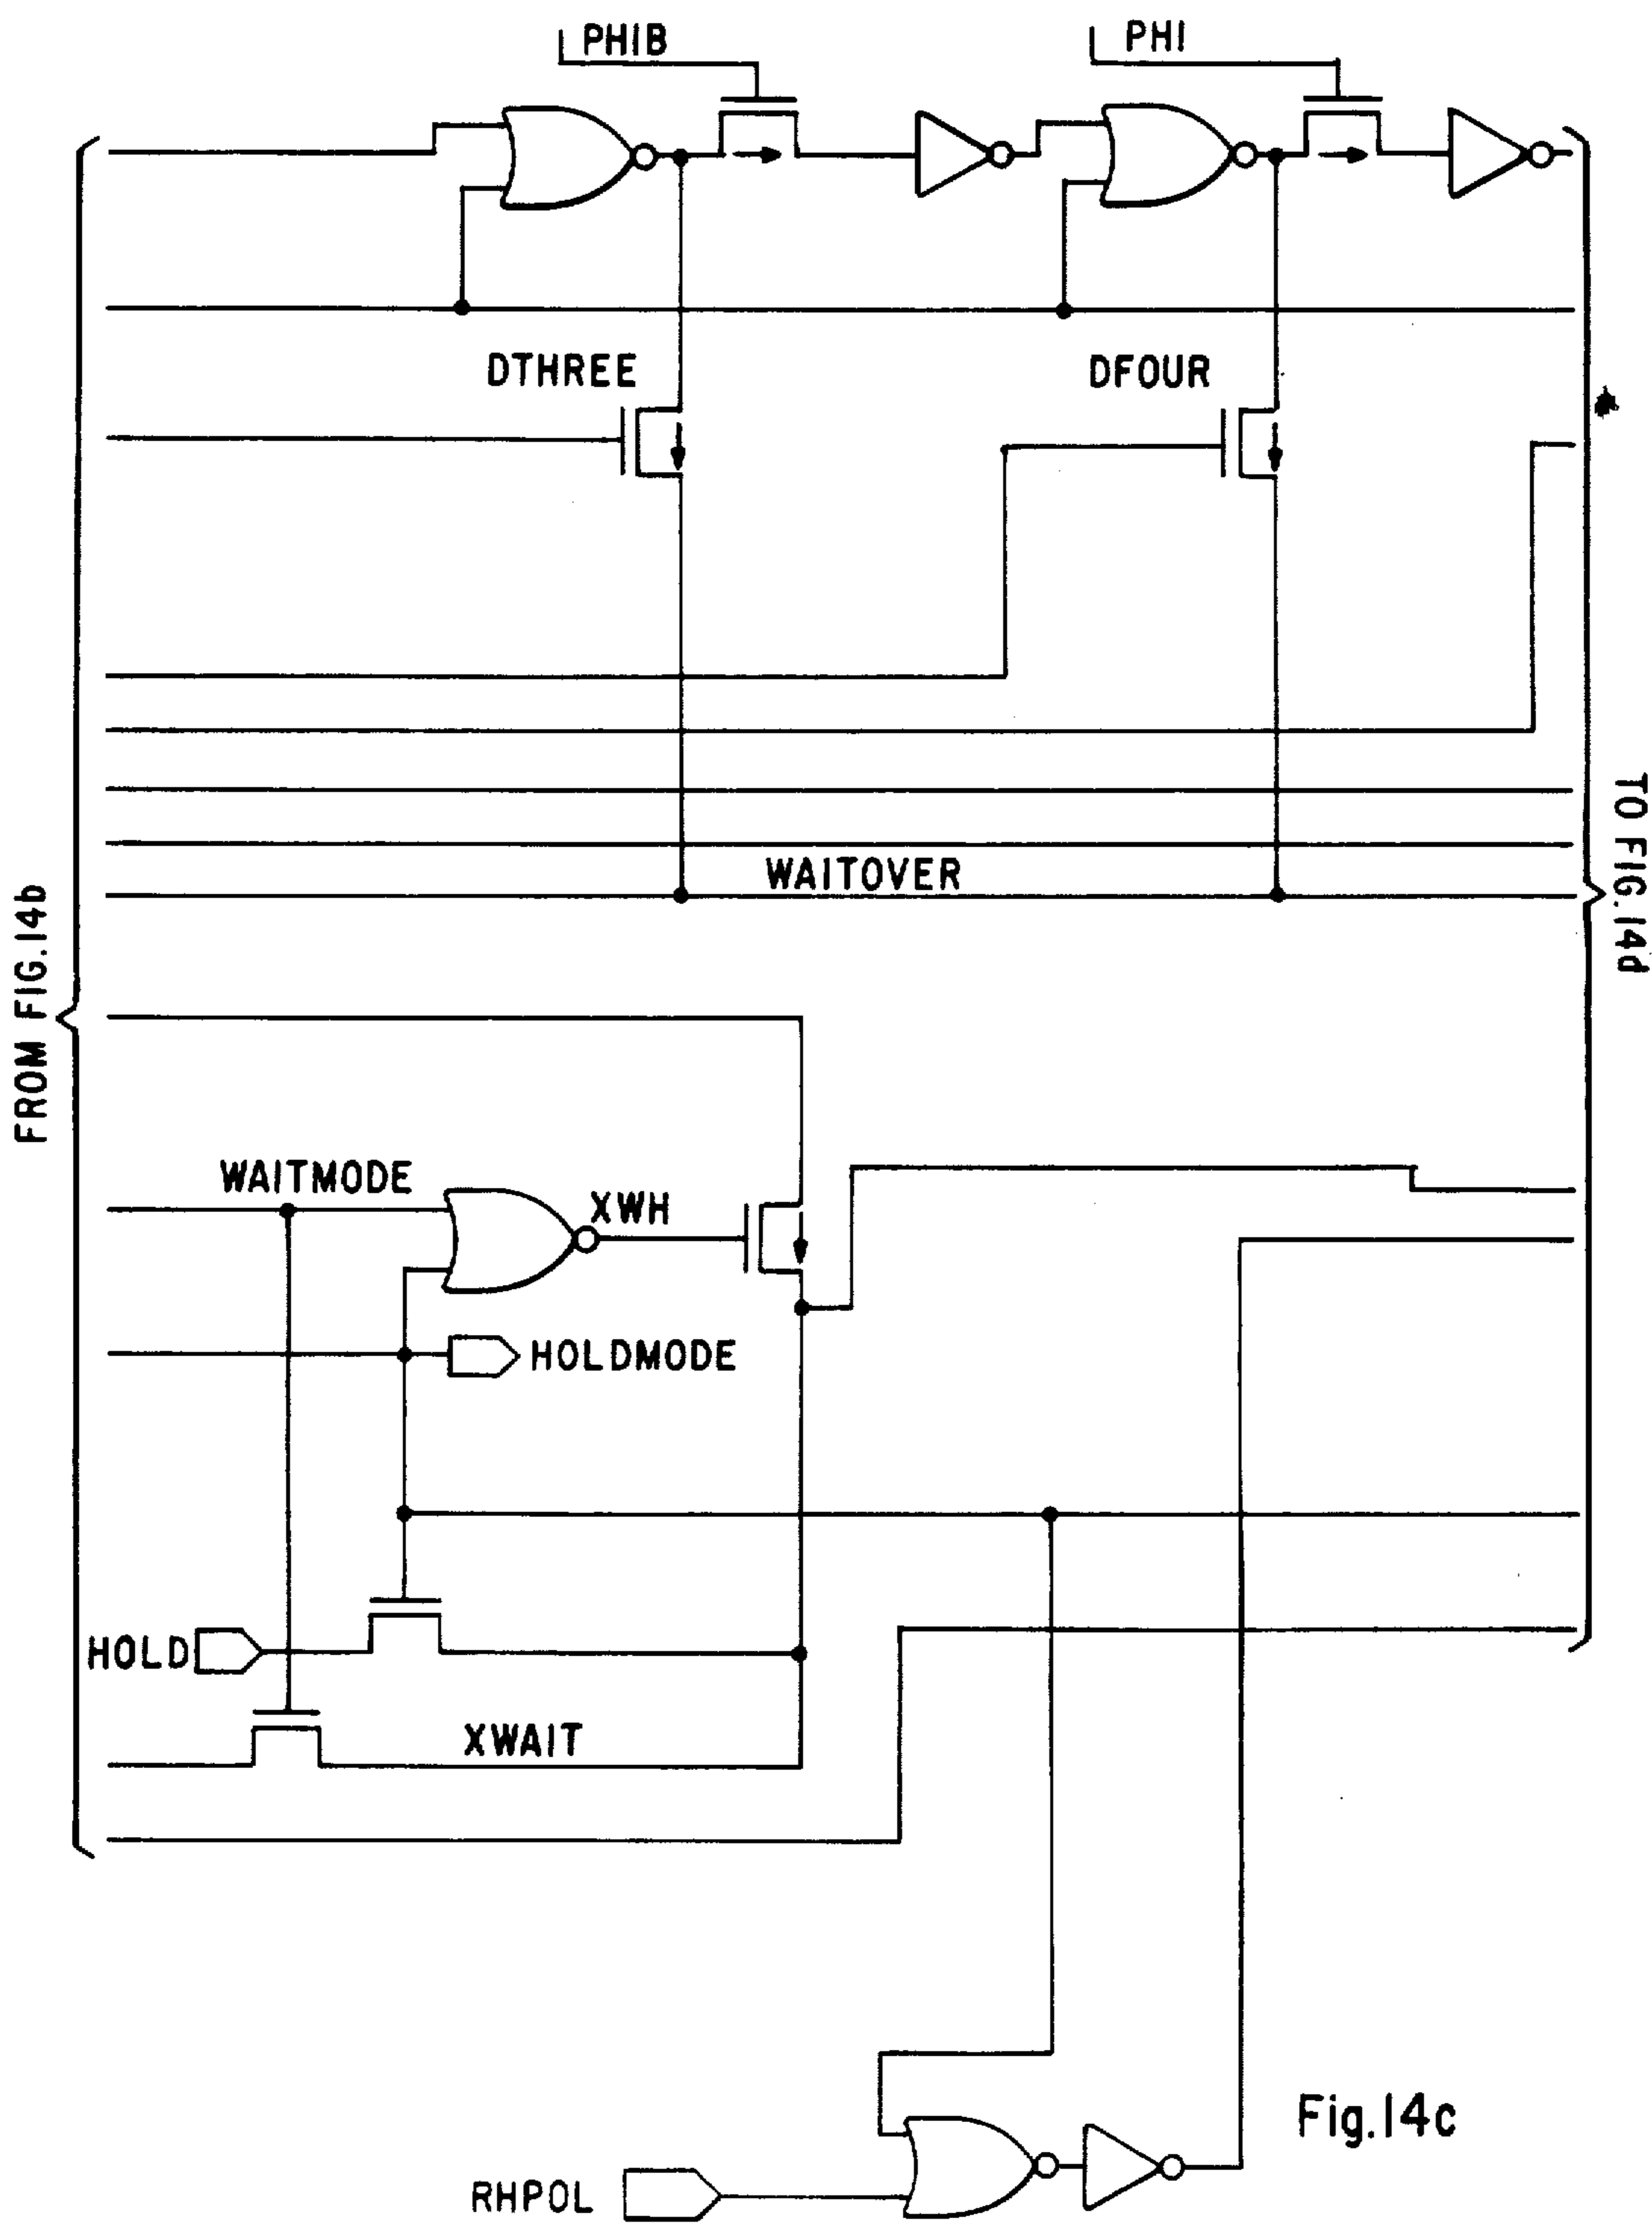 PHIB
PHI
DTHREE
DFOUR
WAITOVER
FROM FIG.14b
TO FIG.14d
WAITMODE
XWH
HOLDMODE
HOLD
XWAIT
RHPOL
Fig.14c